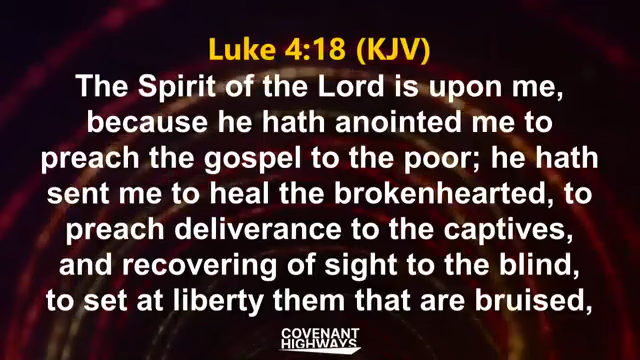 Luke 4:18 (KJV)
The Spirit of the Lord is upon me,
because he hath anointed me to
preach the gospel to the poor; he hath
sent me to heal the brokenhearted, to
preach deliverance to the captives,
and recovering of sight to the blind,
to set at liberty them that are bruised,
COVENANT
HIGHWAYS